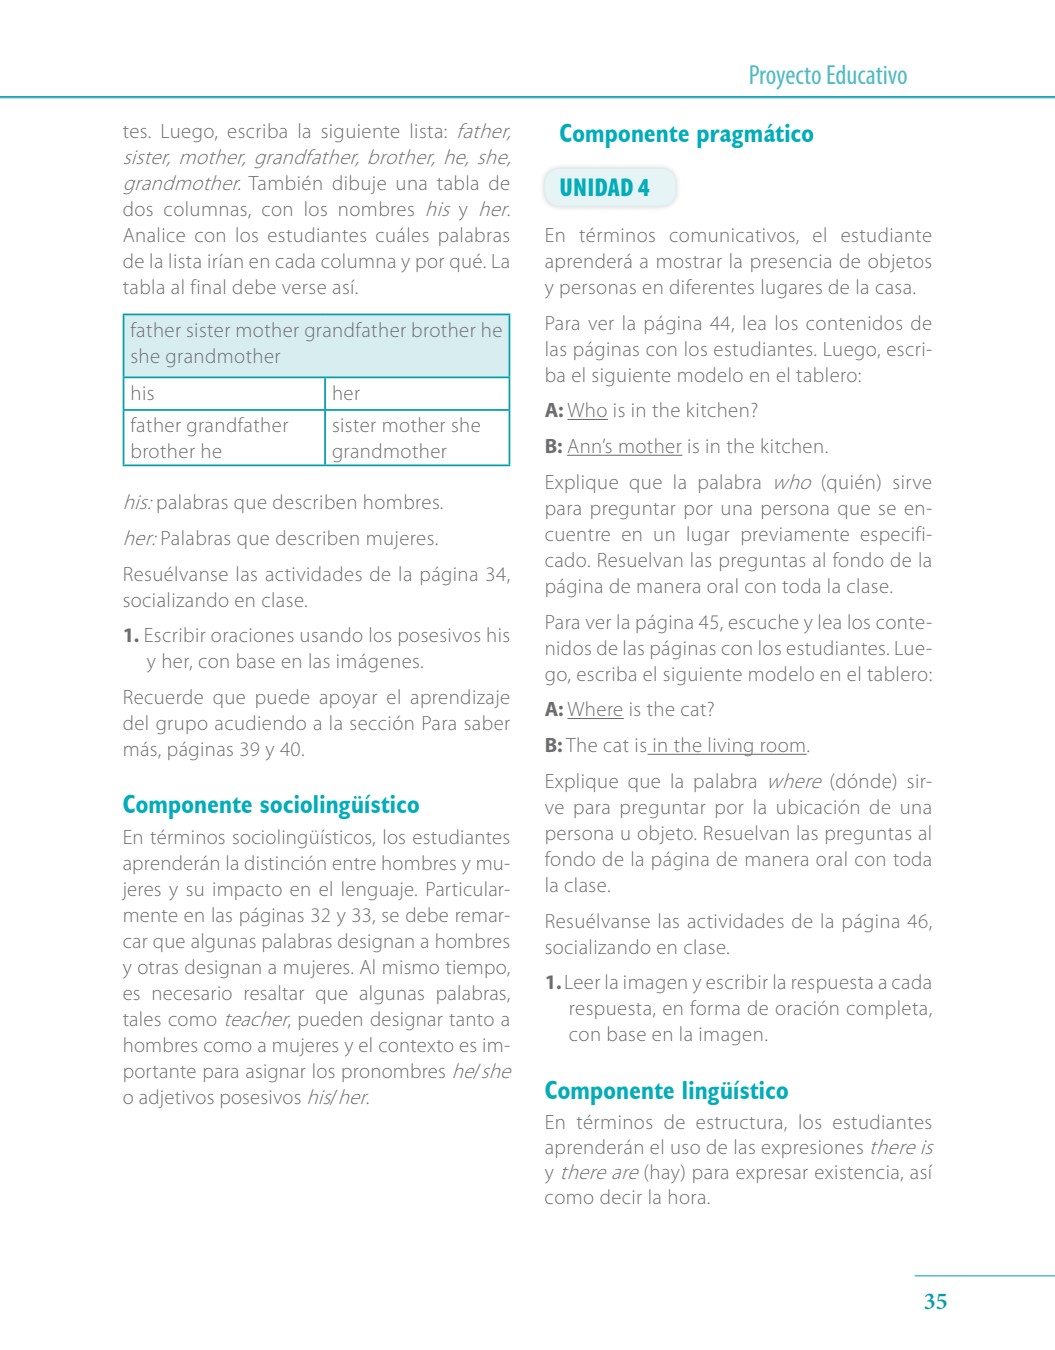 Proyecto Educativo
tes. Luego, escriba la siguiente lista: father,
sister, mother, grandfather, brother, he, she,
grandmother. También dibuje una tabla de
dos columnas, con los nombres his y her.
Analice con los estudiantes cuáles palabras
de la lista irían en cada columna y por qué. La
tabla al final debe verse así.
father sister mother grandfather brother he
she grandmother
his her
father grandfather sister mother she
brother he grandmother
his: palabras que describen hombres.
her: Palabras que describen mujeres.
Resuélvanse las actividades de la página 34,
socializando en clase.
1. Escribir oraciones usando los posesivos his
y her, con base en las imágenes.
Recuerde que puede apoyar el aprendizaje
del grupo acudiendo a la sección Para saber
más, páginas 39 y 40.
Componente sociolingüístico
En términos sociolingüísticos, los estudiantes
aprenderán la distinción entre hombres y mu-
jeres y su impacto en el lenguaje. Particular-
mente en las páginas 32 y 33, se debe remar-
car que algunas palabras designan a hombres
y otras designan a mujeres. Al mismo tiempo,
es necesario resaltar que algunas palabras,
tales como teacher, pueden designar tanto a
hombres como a mujeres y el contexto es im-
portante para asignar los pronombres he/she
o adjetivos posesivos his/her.
Componente pragmático
UNIDAD 4
En términos comunicativos, el estudiante
aprenderá a mostrar la presencia de objetos
y personas en diferentes lugares de la casa.
Para ver la página 44, lea los contenidos de
las páginas con los estudiantes. Luego, escri-
ba el siguiente modelo en el tablero:
A: Who is in the kitchen?
B: Ann's mother is in the kitchen.
Explique que la palabra who (quién) sirve
para preguntar por una persona que se en-
cuentre en un lugar previamente especifi-
cado. Resuelvan las preguntas al fondo de la
página de manera oral con toda la clase.
Para ver la página 45, escuche y lea los conte-
nidos de las páginas con los estudiantes. Lue-
go, escriba el siguiente modelo en el tablero:
A: Where is the cat?
B: The cat is in the living room.
Explique que la palabra where (dónde) sir-
ve para preguntar por la ubicación de una
persona u objeto. Resuelvan las preguntas al
fondo de la página de manera oral con toda
la clase.
Resuélvanse las actividades de la página 46,
socializando en clase.
1. Leer la imagen y escribir la respuesta a cada
respuesta, en forma de oración completa,
con base en la imagen.
Componente lingüístico
En términos de estructura, los estudiantes
aprenderán el uso de las expresiones there is
y there are (hay) para expresar existencia, así
como decir la hora.
35